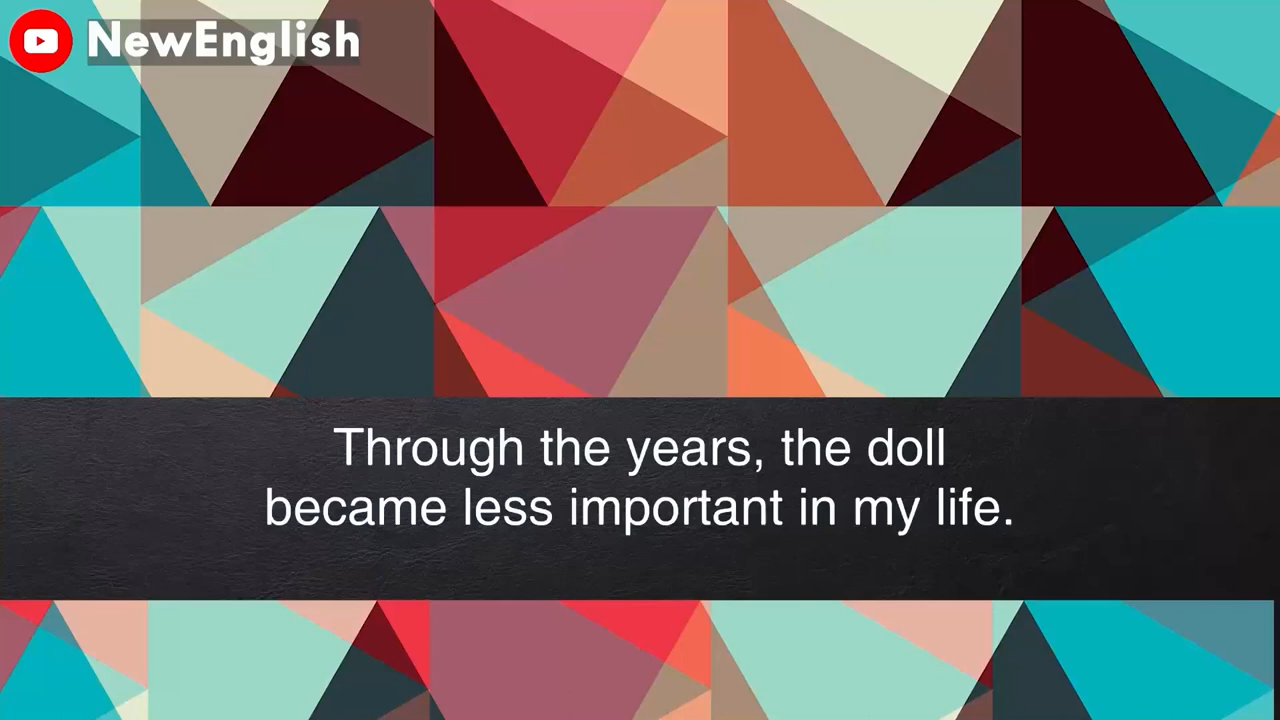 NewEnglish
Through the years, the doll
became less important in my life.